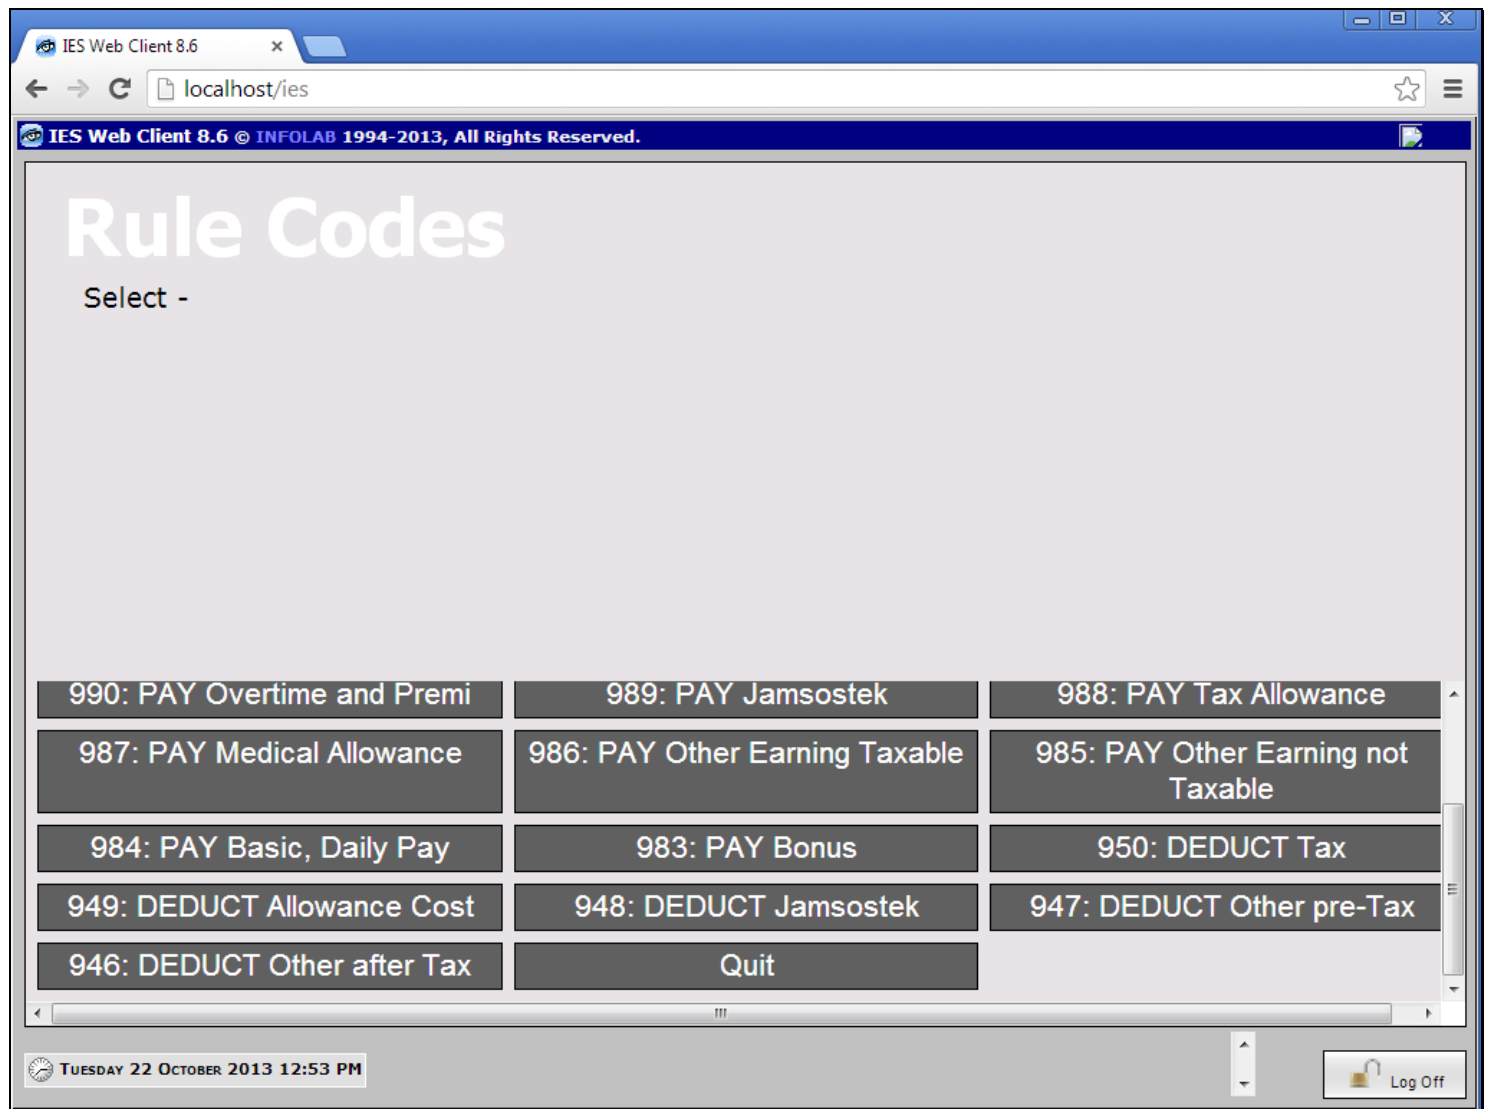 IES Web Client 8.6
localhost/ies
IES Web Client 8.6 © INFOLAB 1994-2013, All Rights Reserved.
Rule Codes
Select -
990: PAY Overtime and Premi
989: PAY Jamsostek
988: PAY Tax Allowance
987: PAY Medical Allowance
986: PAY Other Earning Taxable
985: PAY Other Earning not
Taxable
984: PAY Basic, Daily Pay
983: PAY Bonus
950: DEDUCT Tax
949: DEDUCT Allowance Cost
948: DEDUCT Jamsostek
947: DEDUCT Other pre-Tax
946: DEDUCT Other after Tax
Quit
Tuesday 22 October 2013 12:53 PM
Log Off